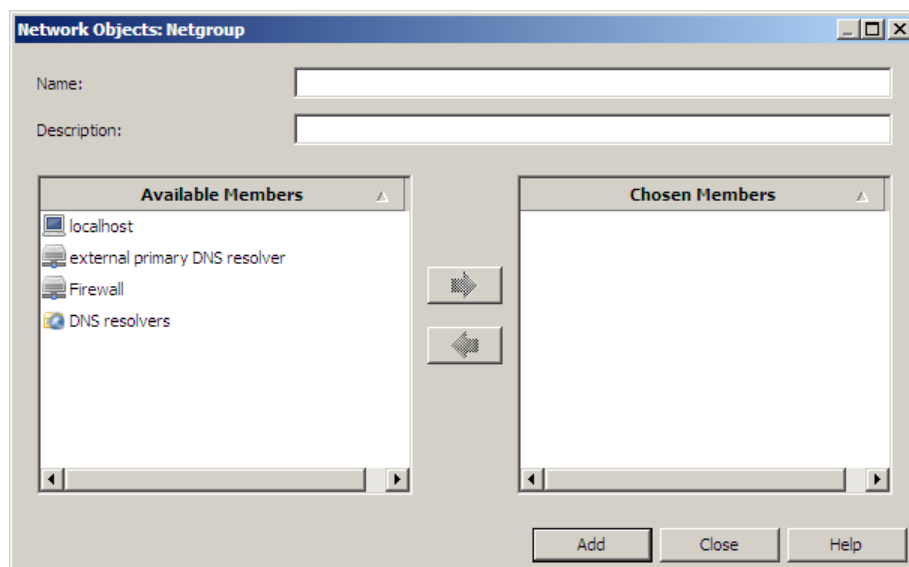 Network Objects: Netgroup
Name:
Description:
Available Members
Chosen Members
localhost
external primary DNS resolver
Firewall
DNS resolvers
Add
Close
Help